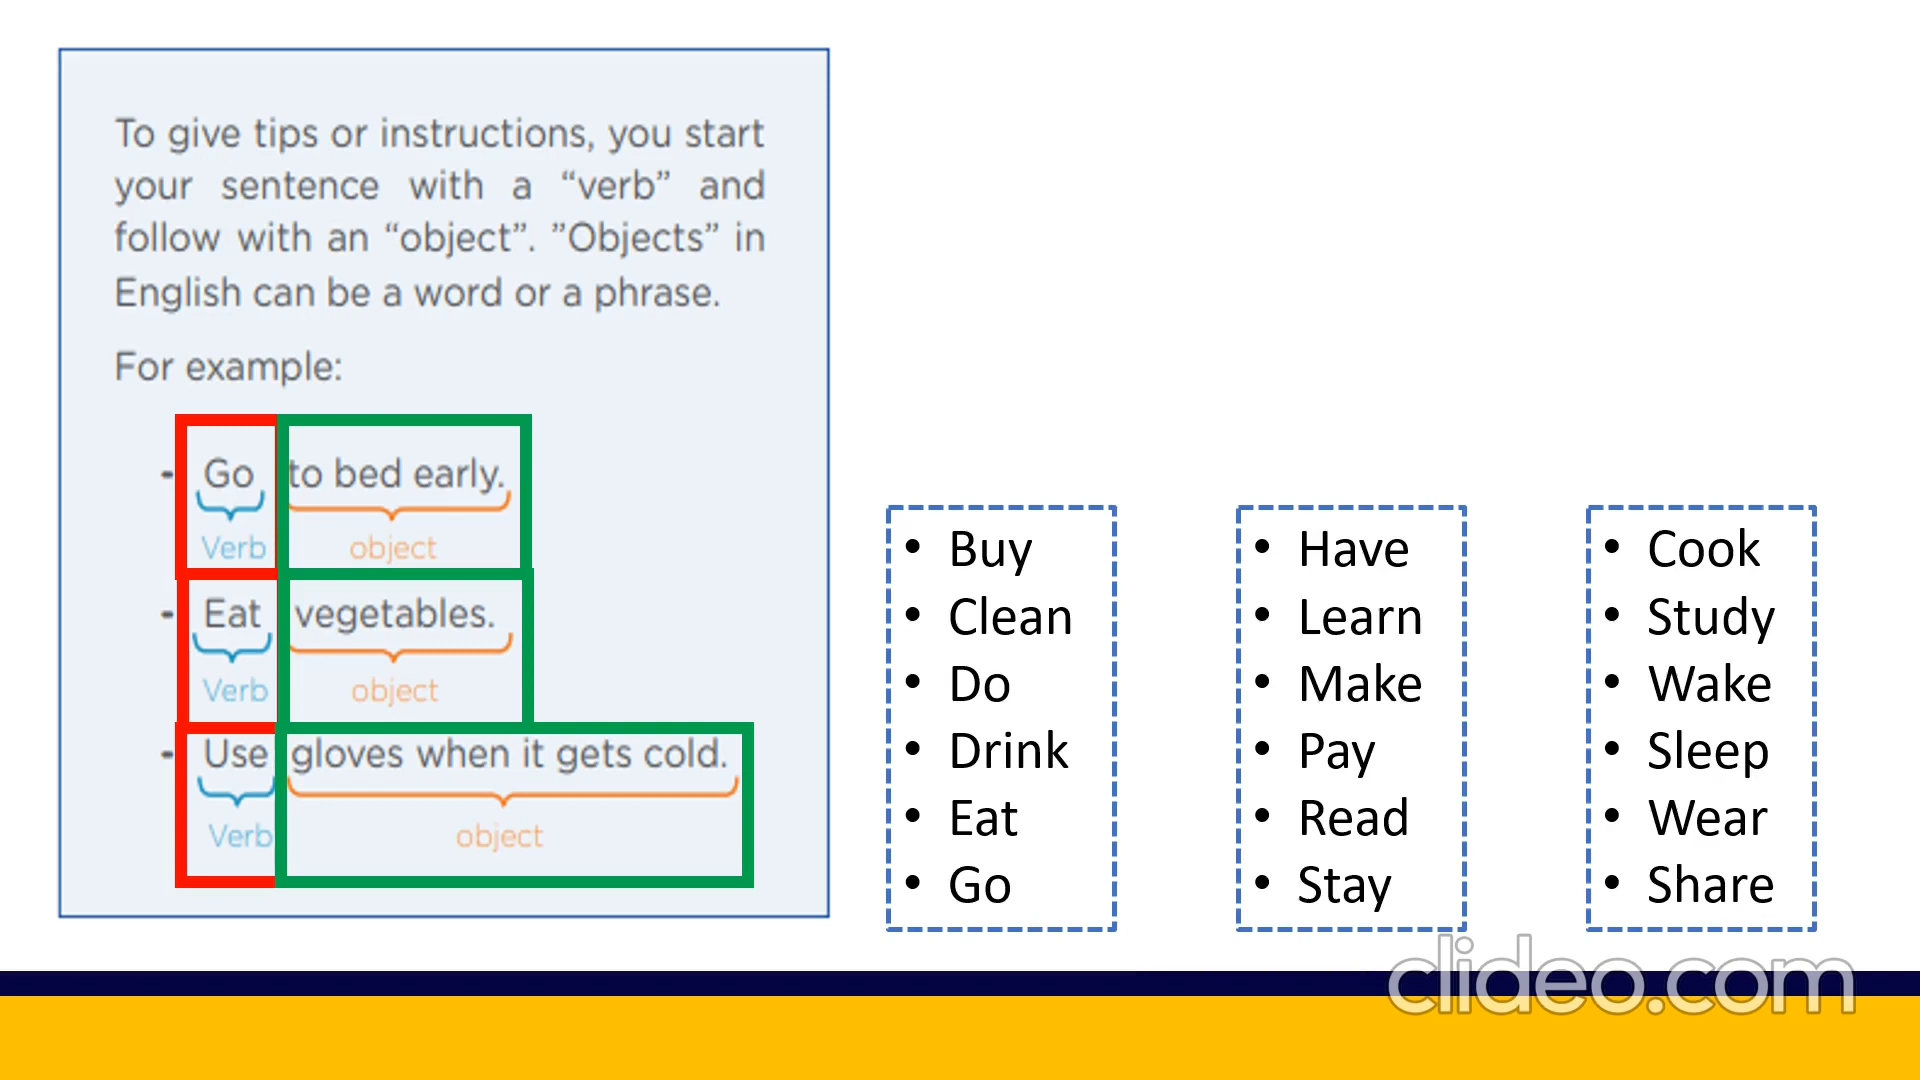 To give tips or instructions, you start
your sentence with a “verb” and
follow with an “object”. ”Objects” in
English can be a word or a phrase.
For example:
- Go to bed early.
Verb object
- Eat vegetables.
Verb object
- Use gloves when it gets cold.
Verb object
• Buy
• Clean
• Do
• Drink
• Eat
• Go
• Have
• Learn
• Make
• Pay
• Read
• Stay
• Cook
• Study
• Wake
• Sleep
• Wear
• Share
clideo.com